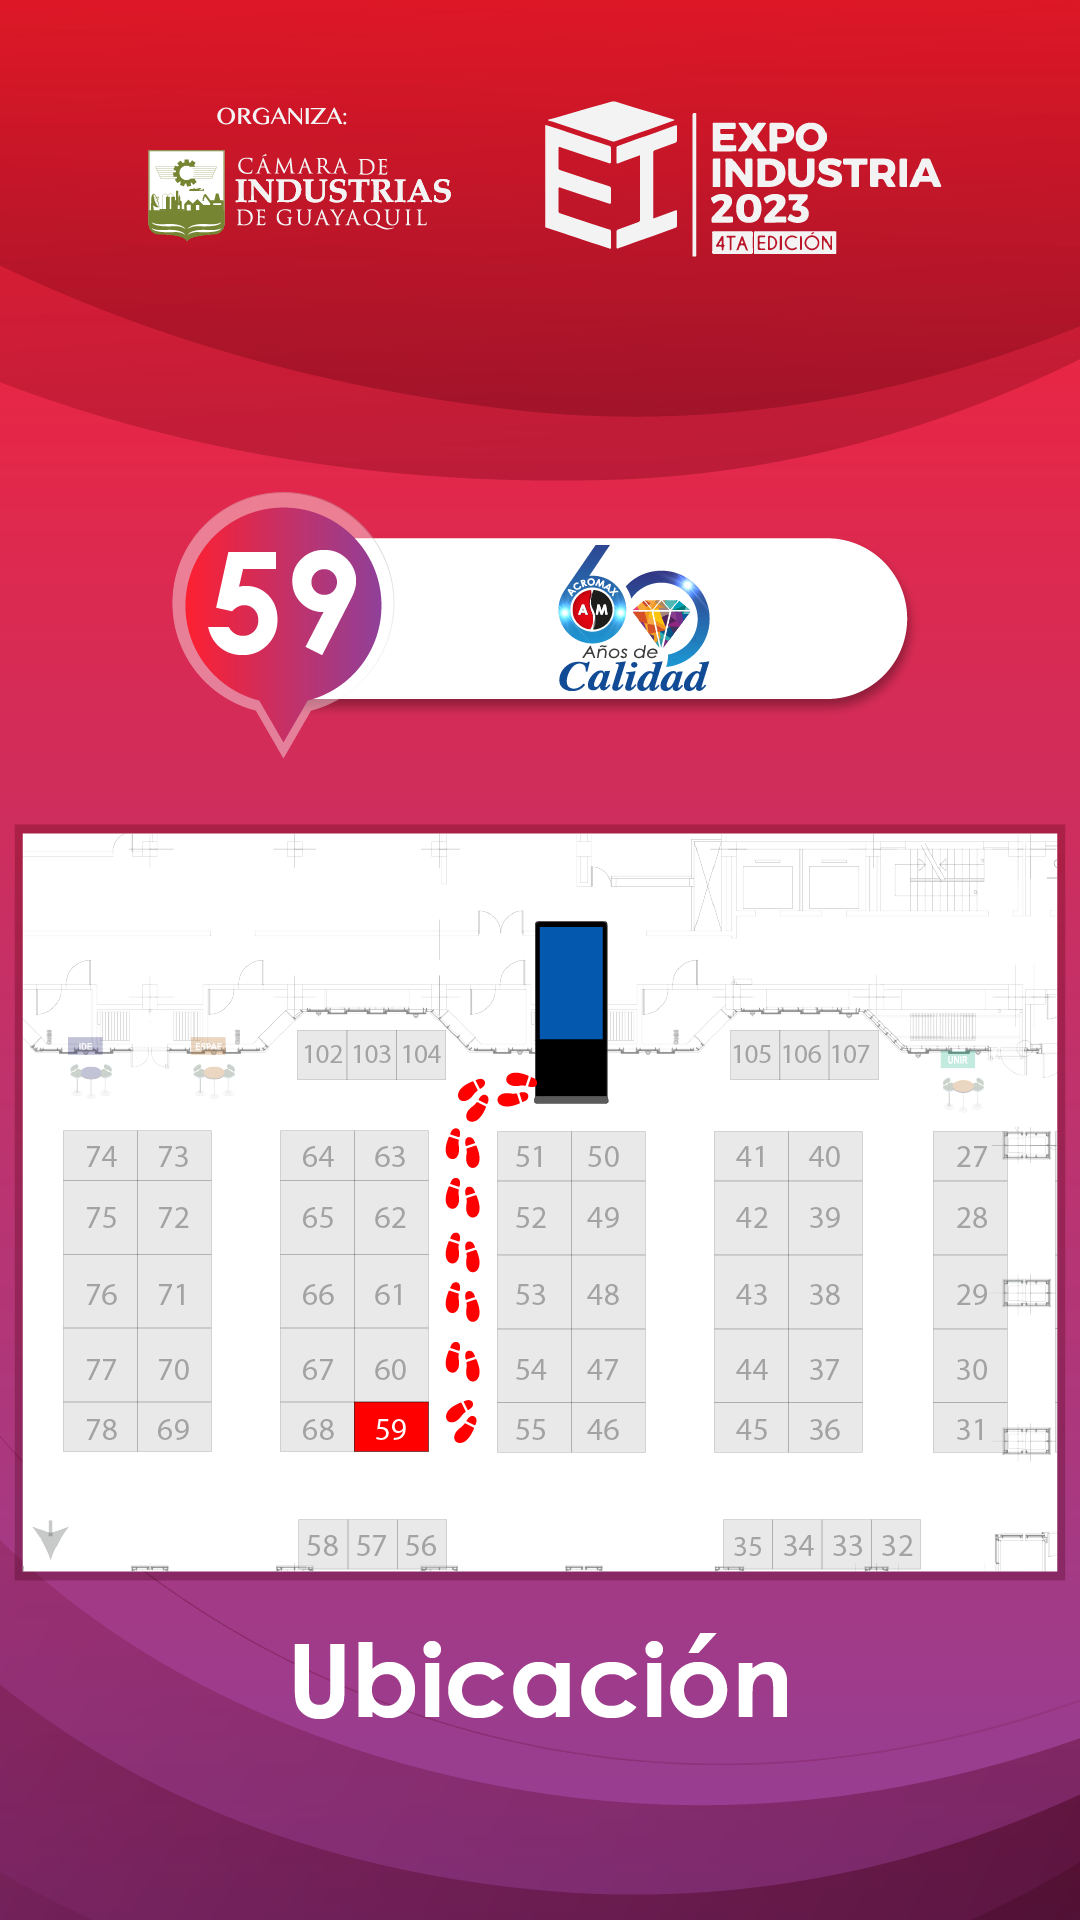 ORGANIZA:
CÁMARA DE
INDUSTRIAS
DE GUAYAQUIL
EXPO
INDUSTRIA
2023
4TA EDICIÓN
59
ACROMAX
A M
60
Años de
Calidad
IDE
ESPAE
UNIR
102 103 104
105 106 107
74 73 64 63 51 50 41 40 27
75 72 65 62 52 49 42 39 28
76 71 66 61 53 48 43 38 29
77 70 67 60 54 47 44 37 30
78 69 68 59 55 46 45 36 31
58 57 56
35 34 33 32
Ubicación